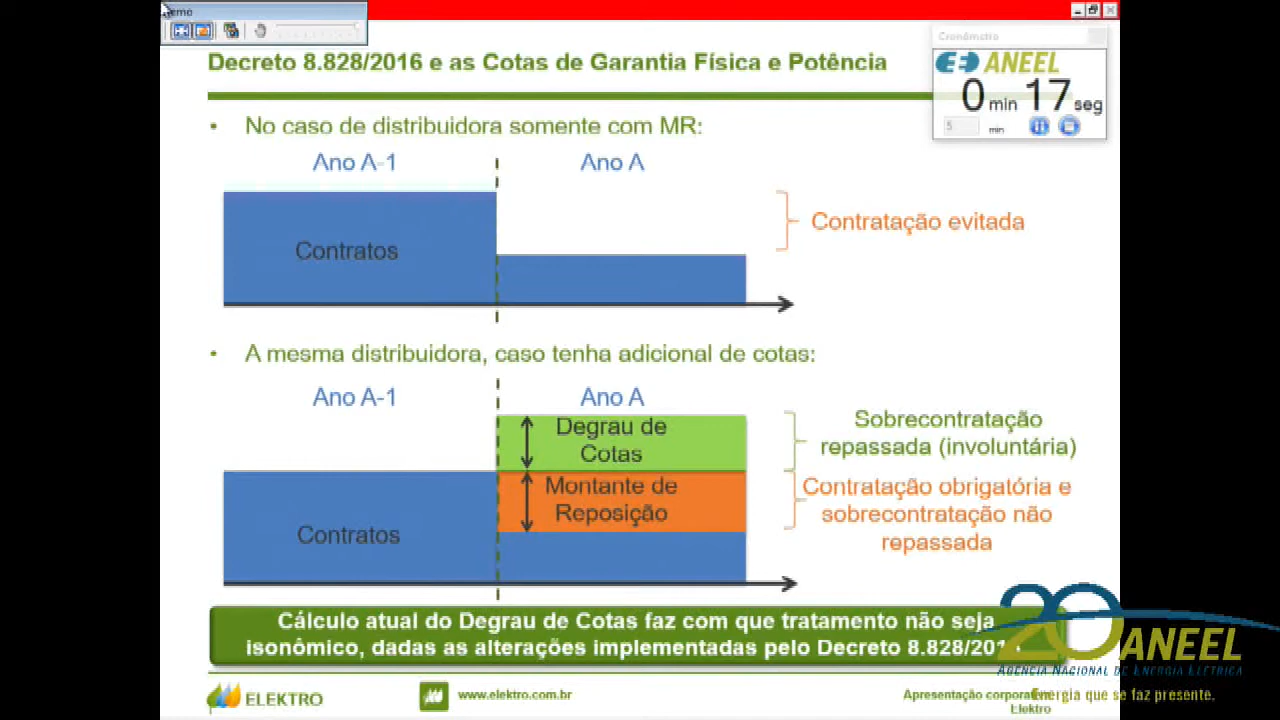 Decreto 8.828/2016 e as Cotas de Garantia Física e Potência
Cronômetro
ANEEL
0 min 17 seg
5 min
• No caso de distribuidora somente com MR:
Ano A-1
Ano A
Contratos
Contratação evitada
• A mesma distribuidora, caso tenha adicional de cotas:
Ano A-1
Ano A
Degrau de
Cotas
Sobrecontratação
repassada (involuntária)
Montante de
Reposição
Contratação obrigatória e
sobrecontratação não
repassada
Contratos
Cálculo atual do Degrau de Cotas faz com que tratamento não seja
isonômico, dadas as alterações implementadas pelo Decreto
20 ANEEL
AGÊNCIA NACIONAL DE ENERGIA ELÉTRICA
Energia que se faz presente.
ELEKTRO
www.elektro.com.br
Apresentação
Elektro